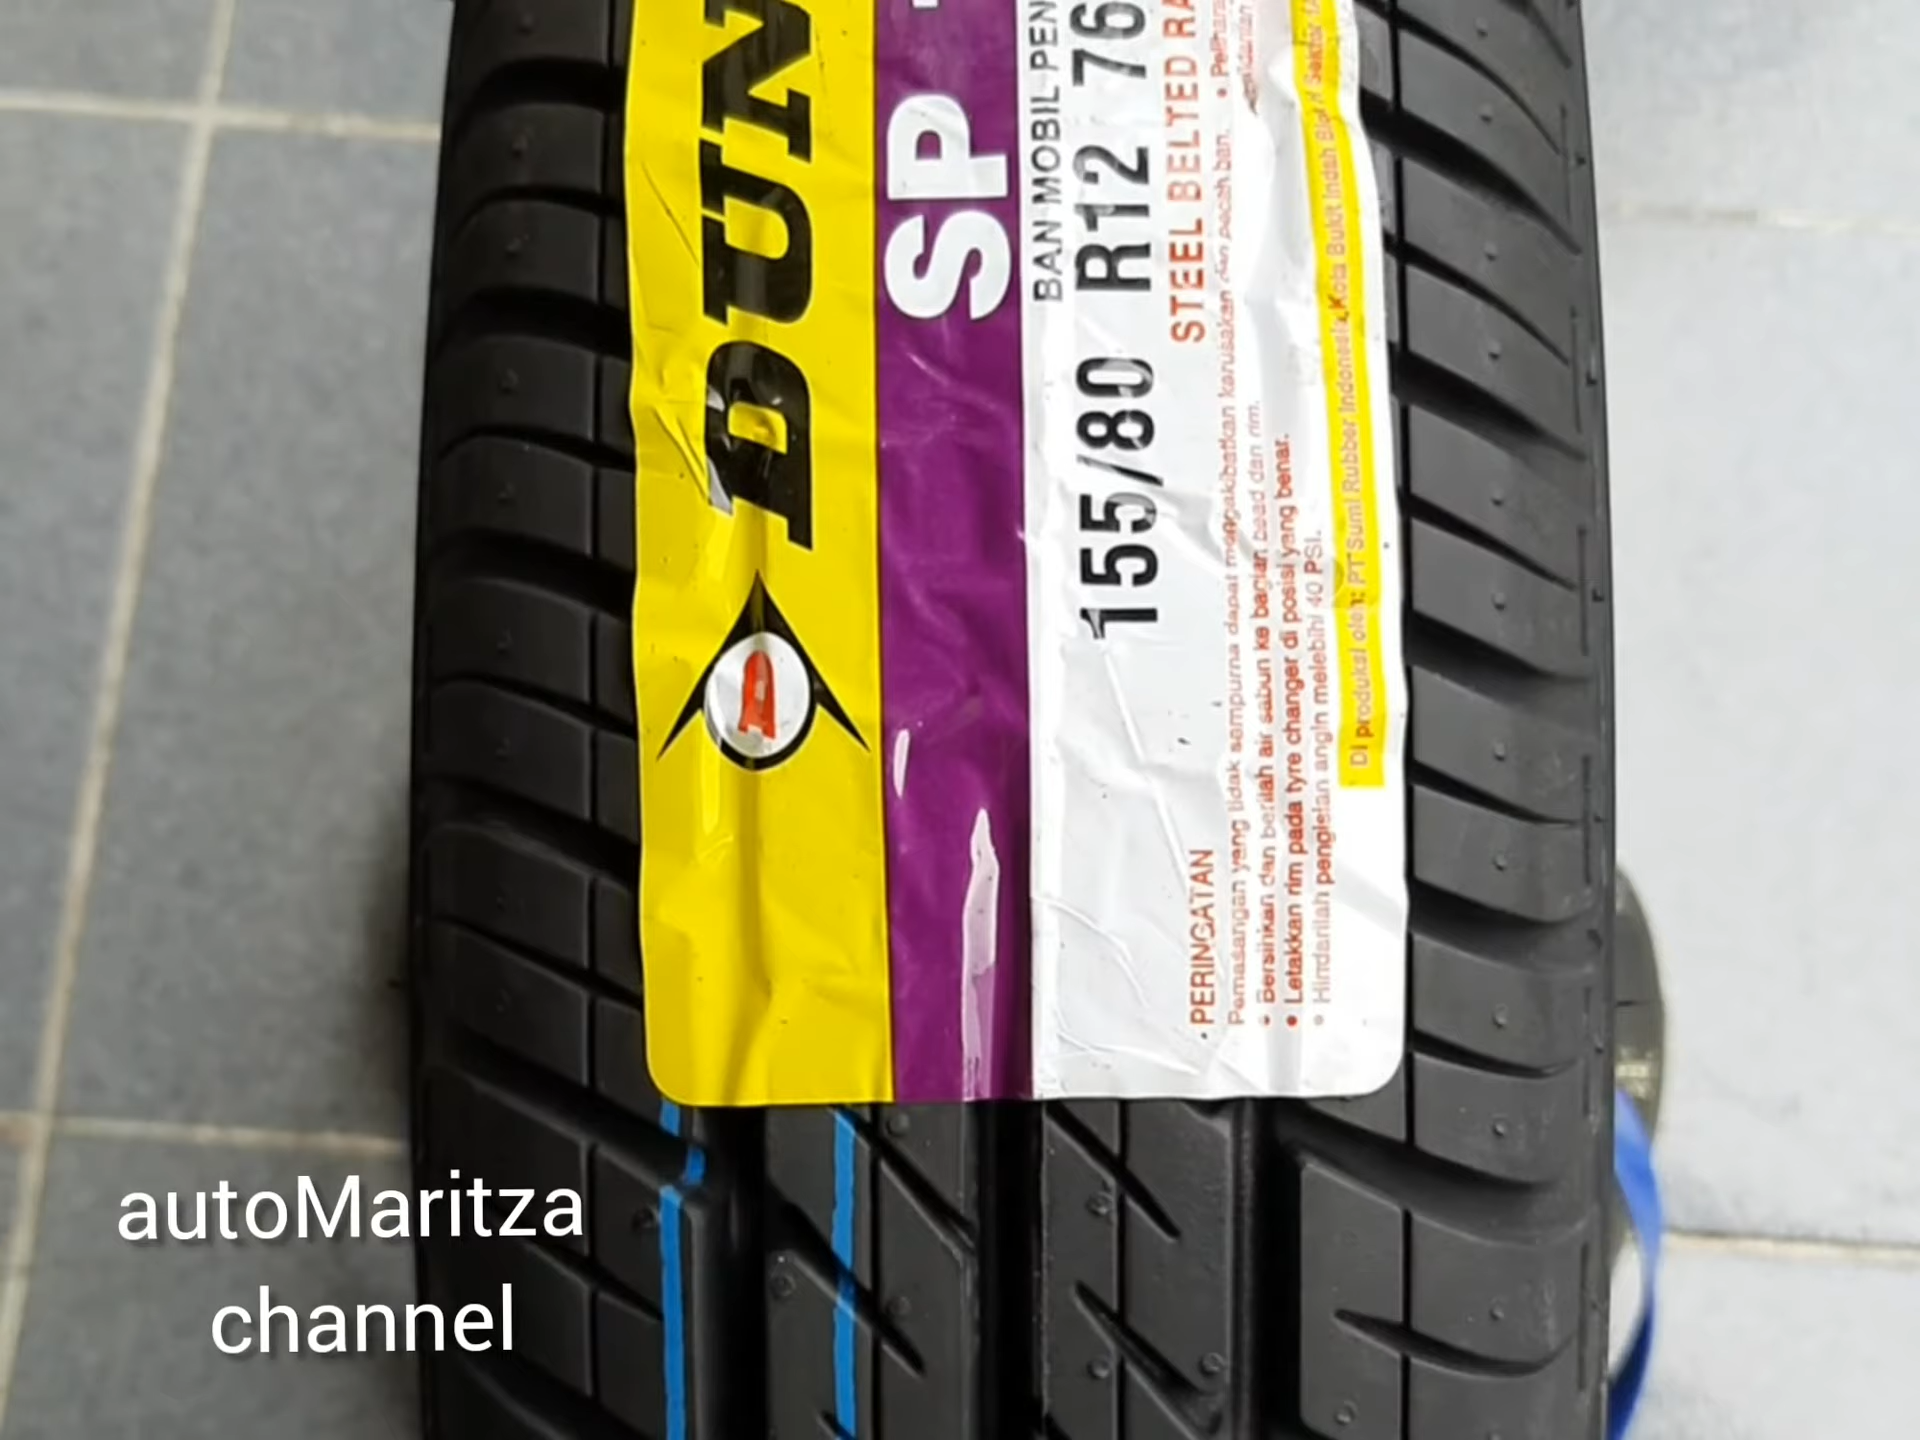 DUN
SP
BAN MOBIL PEN
155/80 R12 76
STEEL BELTED RA
PERINGATAN
Pemasangan yang tidak sempurna dapat mengakibatkan kerusakan dan pecah ban.
• Bersihkan dan berilah air sabun ke bagian bead dan rim.
• Letakkan rim pada tyre changer di posisi yang benar.
• Hindarilah pengisian angin melebihi 40 PSI.
Di produksi oleh: PT Sumi Rubber Indonesia, Kota Bukit Indah Blok
autoMaritza
channel